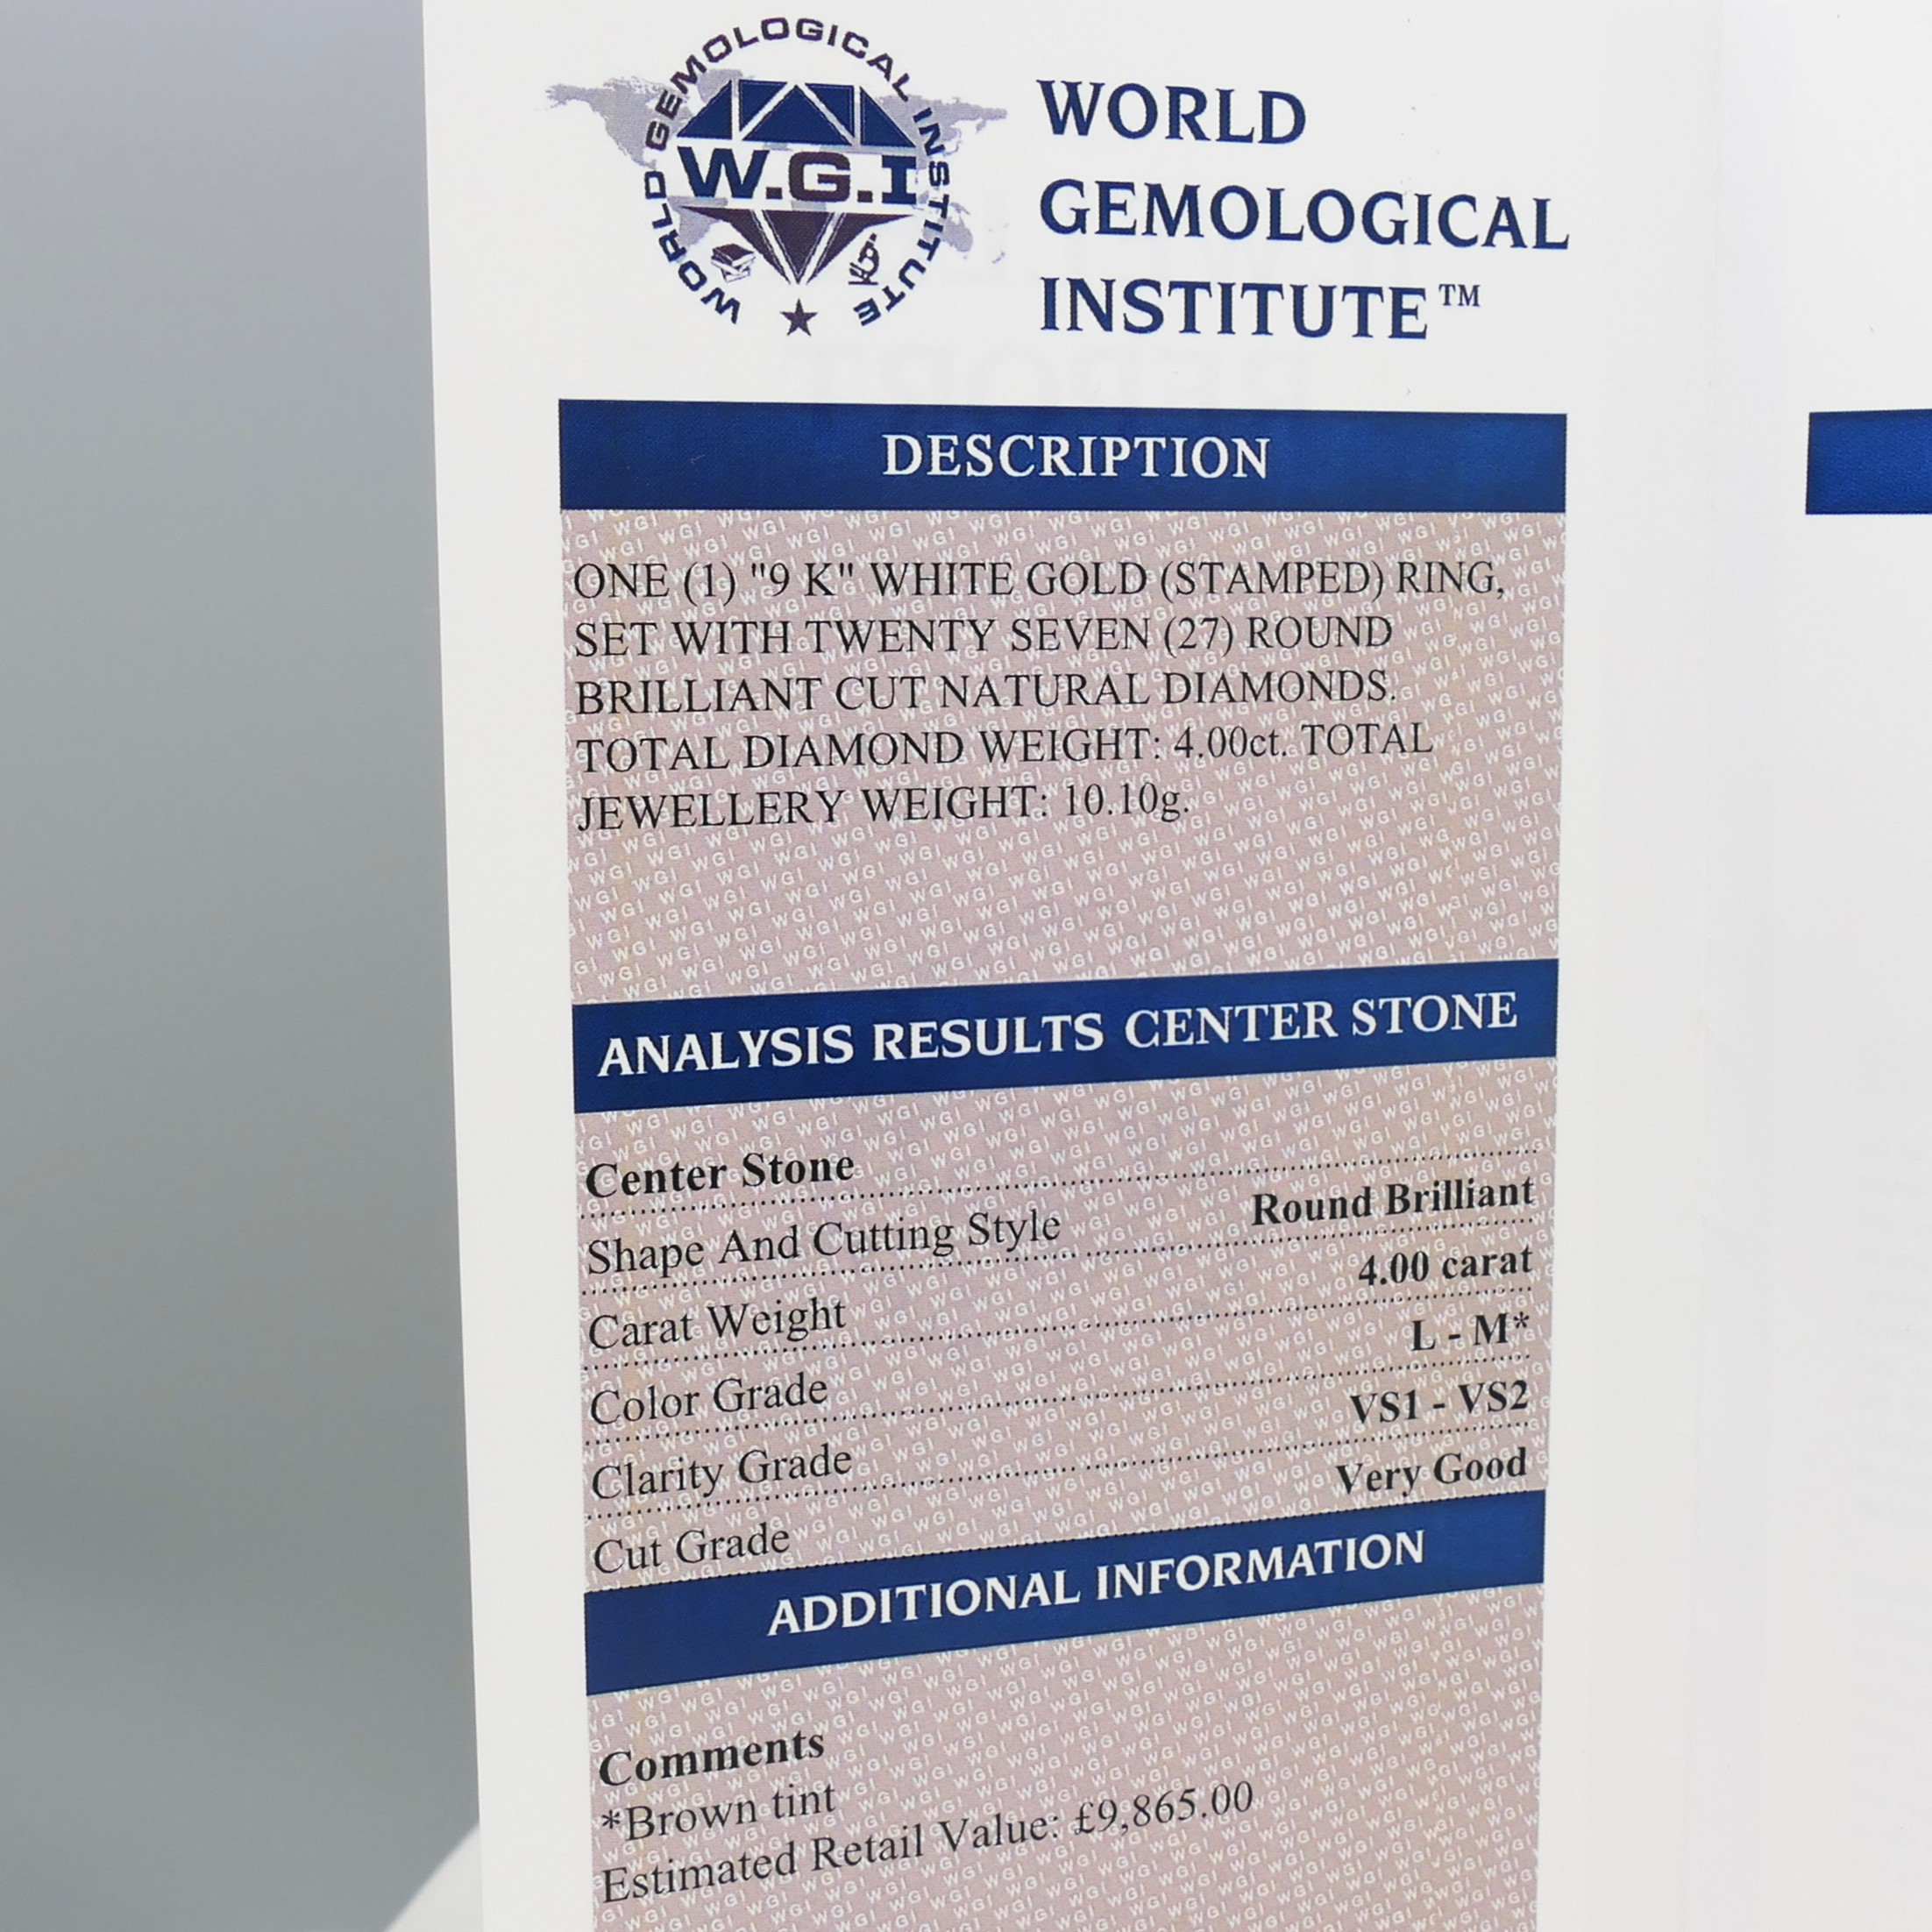 WORLD GEMOLOGICAL INSTITUTE
W.G.I
WORLD
GEMOLOGICAL
INSTITUTE™
DESCRIPTION
ONE (1) "9 K" WHITE GOLD (STAMPED) RING,
SET WITH TWENTY SEVEN (27) ROUND
BRILLIANT CUT NATURAL DIAMONDS.
TOTAL DIAMOND WEIGHT: 4.00ct. TOTAL
JEWELLERY WEIGHT: 10.10g.
ANALYSIS RESULTS CENTER STONE
Center Stone
Shape And Cutting Style Round Brilliant
Carat Weight 4.00 carat
Color Grade L - M*
Clarity Grade VS1 - VS2
Cut Grade Very Good
ADDITIONAL INFORMATION
Comments
*Brown tint
Estimated Retail Value: £9,865.00